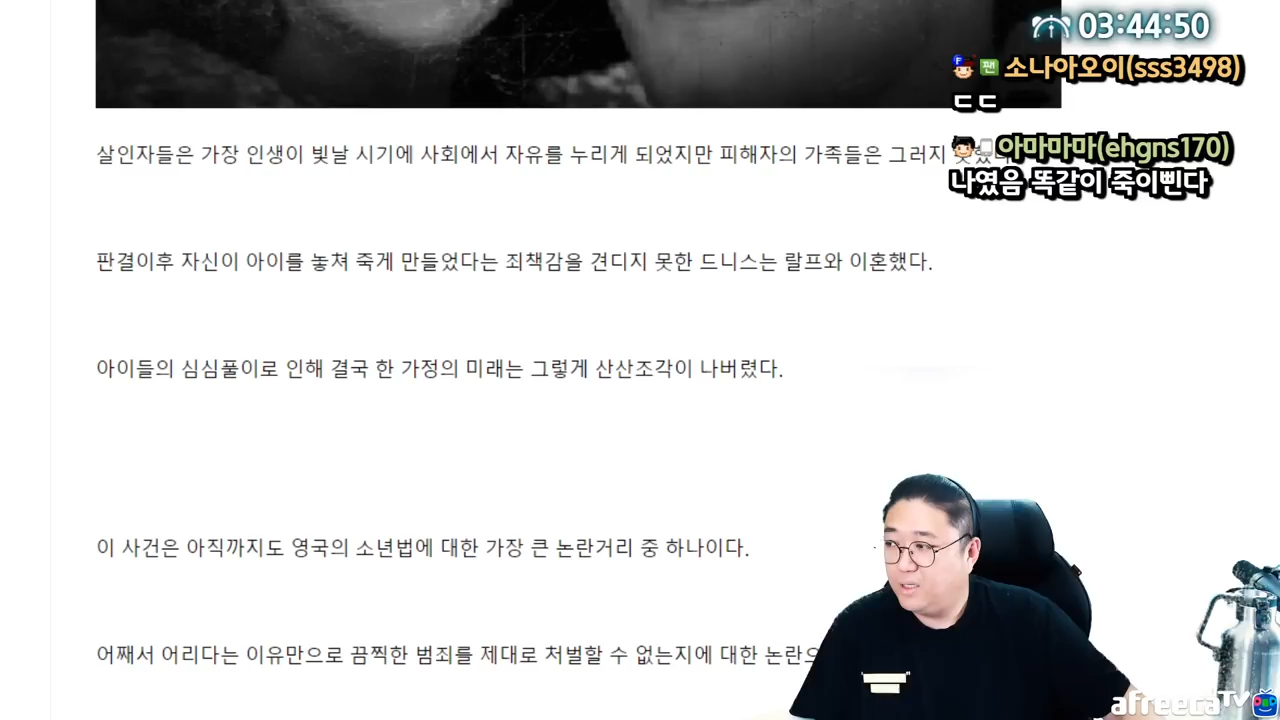 03:44:50
소나아오이(sss3498)
ㄷㄷ
아마마마(ehgns170)
나였음 똑같이 죽이삔다
살인자들은 가장 인생이 빛날 시기에 사회에서 자유를 누리게 되었지만 피해자의 가족들은 그러지
판결이후 자신이 아이를 놓쳐 죽게 만들었다는 죄책감을 견디지 못한 드니스는 랄프와 이혼했다.
아이들의 심심풀이로 인해 결국 한 가정의 미래는 그렇게 산산조각이 나버렸다.
이 사건은 아직까지도 영국의 소년법에 대한 가장 큰 논란거리 중 하나이다.
어째서 어리다는 이유만으로 끔찍한 범죄를 제대로 처벌할 수 없는지에 대한
afreecaTV